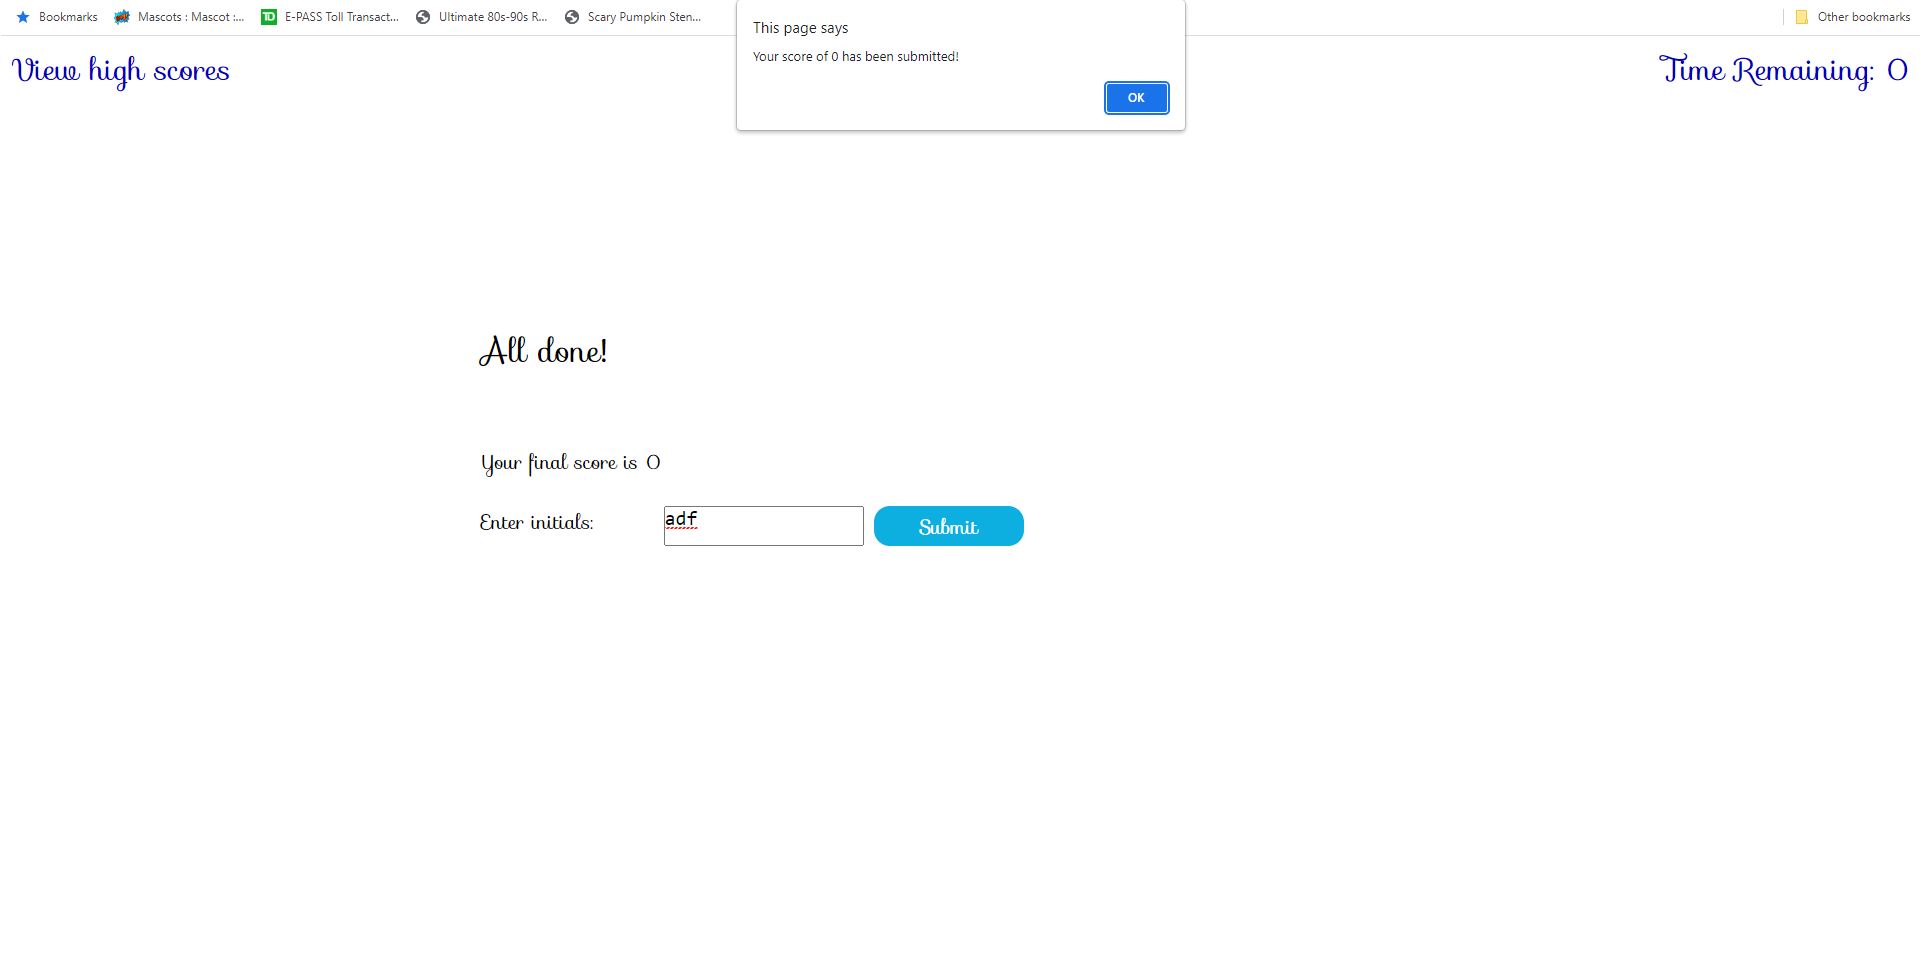 Bookmarks
Mascots : Mascot :...
E-PASS Toll Transact...
Ultimate 80s-90s R...
Scary Pumpkin Sten...
Other bookmarks
This page says
Your score of 0 has been submitted!
OK
View high scores
Time Remaining: 0
All done!
Your final score is 0
Enter initials:
adf
Submit